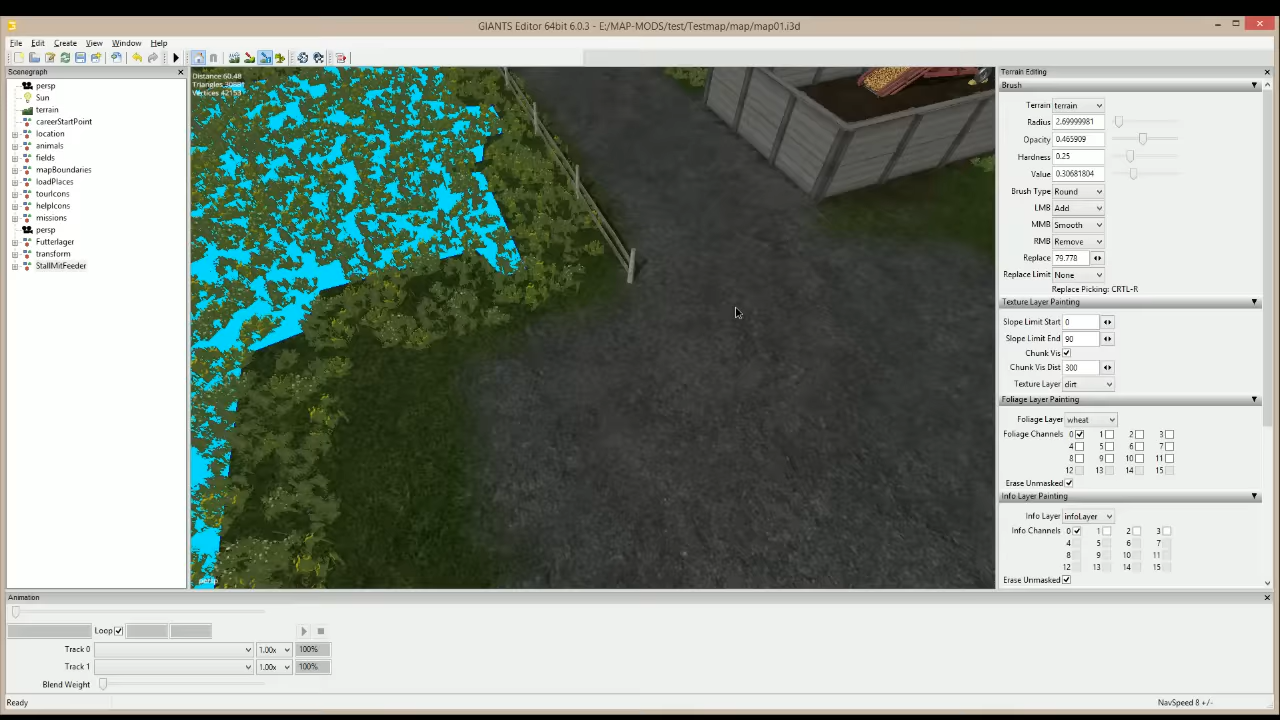 GIANTS Editor 64bit 6.0.3 - E:/MAP-MODS/test/Testmap/map/map01.i3d
File Edit Create View Window Help
Scenegraph
persp
Sun
terrain
careerStartPoint
location
animals
fields
mapBoundaries
loadPlaces
tourIcons
helpIcons
missions
persp
Futterlager
transform
StallMitFeeder
Distance:60.48
Vertices 42153
persp
Terrain Editing
Brush
Terrain terrain
Radius 2.69999981
Opacity 0.465909
Hardness 0.25
Value 0.30681804
Brush Type Round
LMB Add
MMB Smooth
RMB Remove
Replace 79.778
Replace Limit None
Replace Picking: CRTL-R
Texture Layer Painting
Slope Limit Start 0
Slope Limit End 90
Chunk Vis
Chunk Vis Dist 300
Texture Layer dirt
Foliage Layer Painting
Foliage Layer wheat
Foliage Channels 0 1 2 3
4 5 6 7
8 9 10 11
12 13 14 15
Erase Unmasked
Info Layer Painting
Info Layer infoLayer
Info Channels 0 1 2 3
4 5 6 7
8 9 10 11
12 13 14 15
Erase Unmasked
Animation
Loop
Track 0 1.00x 100%
Track 1 1.00x 100%
Blend Weight
Ready NavSpeed 8 +/-